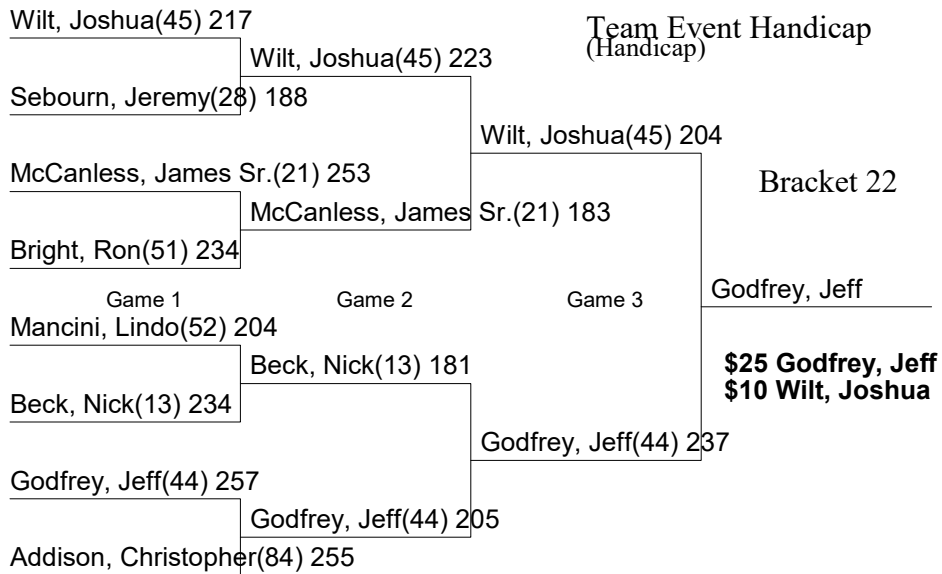 Wilt, Joshua(45) 217
Team Event Handicap
(Handicap)
Wilt, Joshua(45) 223
Sebourn, Jeremy(28) 188
Wilt, Joshua(45) 204
McCanless, James Sr.(21) 253
Bracket 22
McCanless, James Sr.(21) 183
Bright, Ron(51) 234
Game 1
Game 2
Game 3
Godfrey, Jeff
Mancini, Lindo(52) 204
Beck, Nick(13) 181
$25 Godfrey, Jeff
$10 Wilt, Joshua
Beck, Nick(13) 234
Godfrey, Jeff(44) 237
Godfrey, Jeff(44) 257
Godfrey, Jeff(44) 205
Addison, Christopher(84) 255